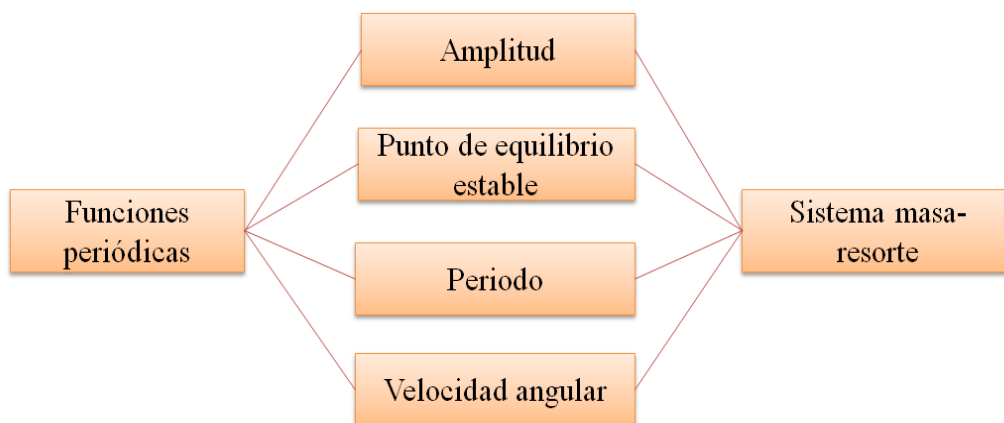 Amplitud
Punto de equilibrio
estable
Funciones
periódicas
Sistema masa-
resorte
Periodo
Velocidad angular